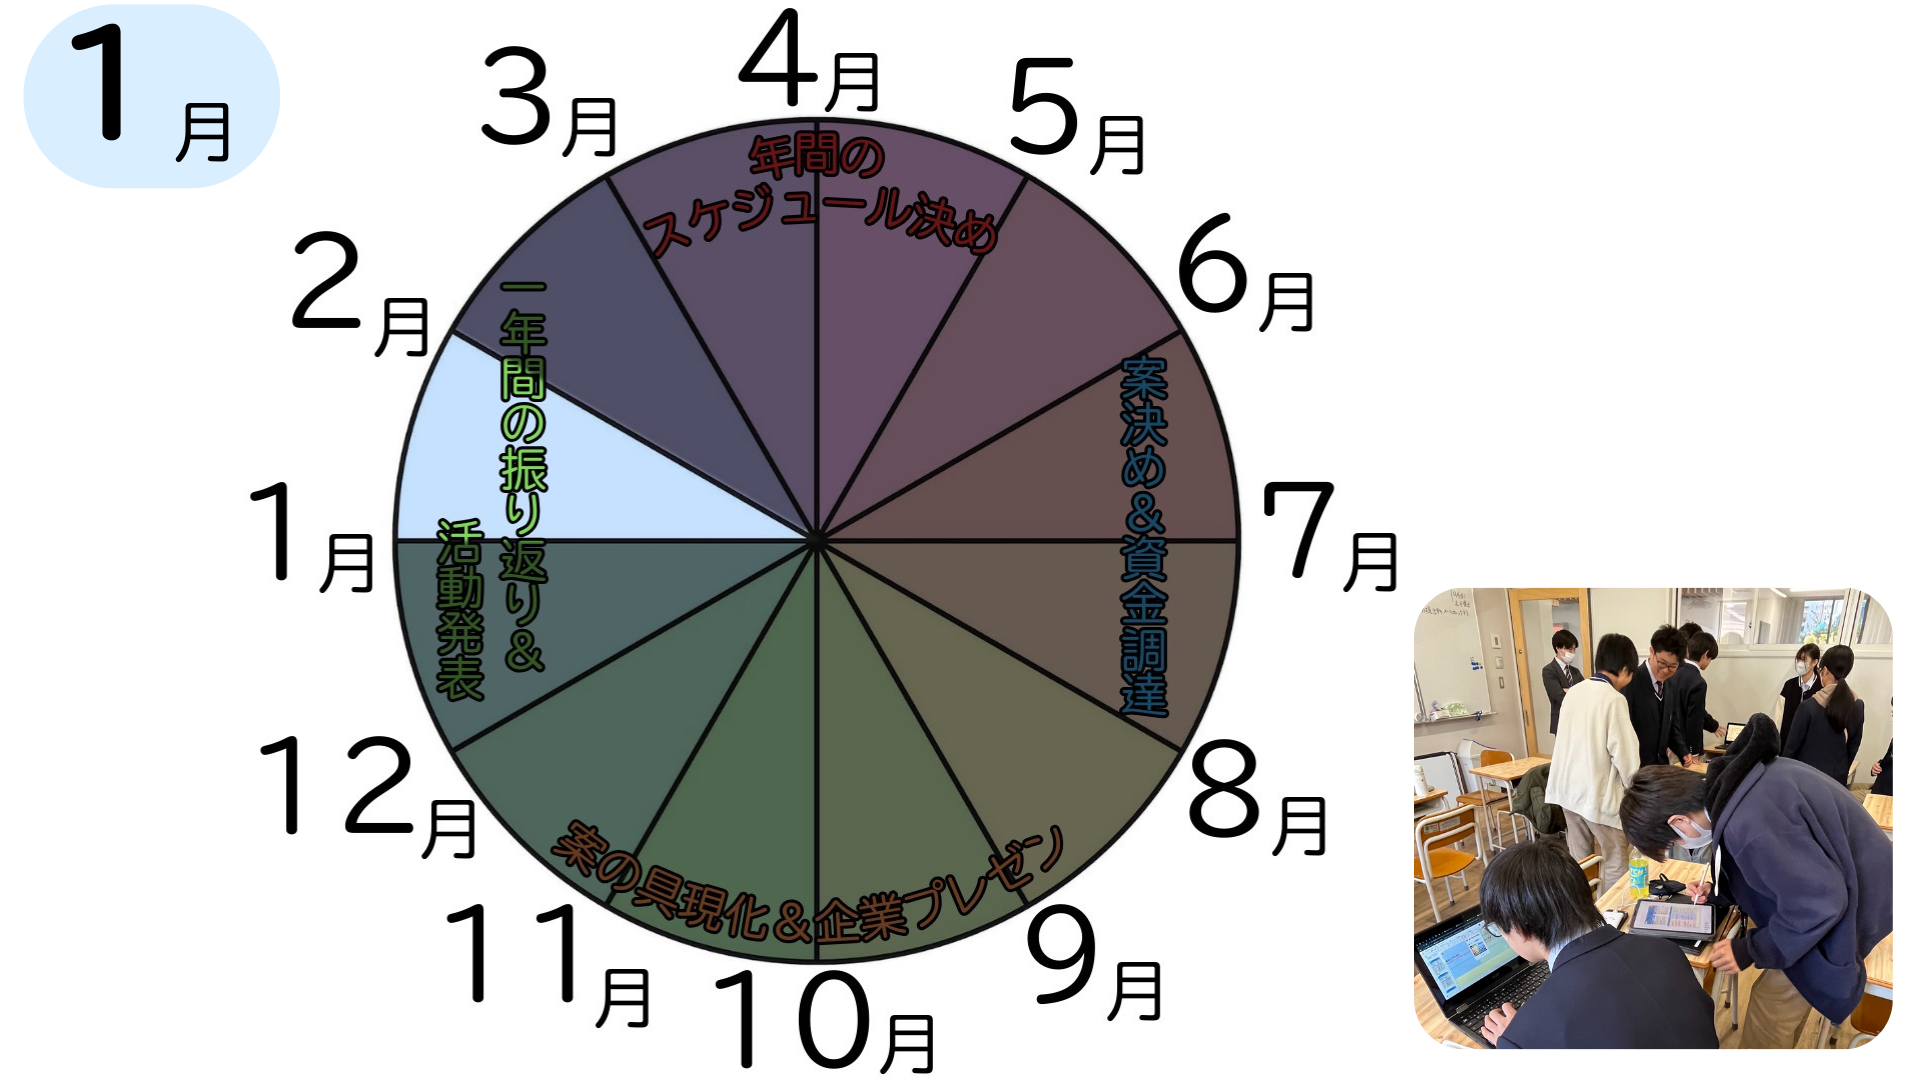 1月
4月
5月
6月
7月
8月
9月
10月
11月
12月
1月
2月
3月
年間の
スケジュール決め
案決め&資金調達
案の具現化&企業プレゼン
一年間の振り返り&
活動発表